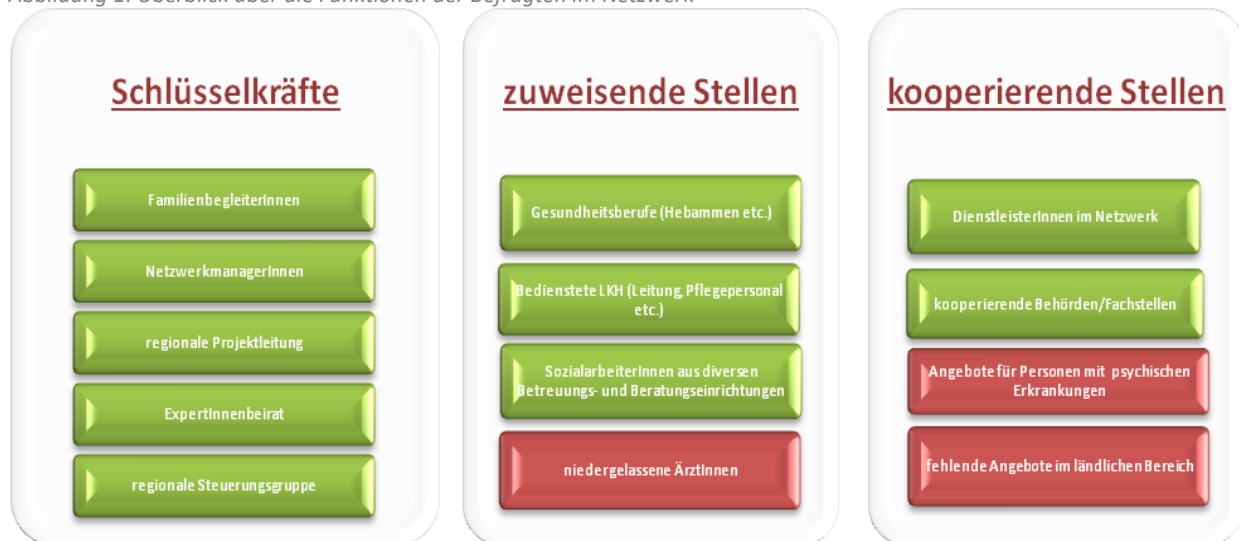 Abbildung 1: Überblick über die Funktionen der Befragten im Netzwerk
Schlüsselkräfte
FamilienbegleiterInnen
NetzwerkmanagerInnen
regionale Projektleitung
ExpertInnenbeirat
regionale Steuerungsgruppe
zuweisende Stellen
Gesundheitsberufe (Hebammen etc.)
Bedienstete LKH (Leitung, Pflegepersonal
etc.)
SozialarbeiterInnen aus diversen
Betreuungs- und Beratungseinrichtungen
niedergelassene ÄrztInnen
kooperierende Stellen
DienstleisterInnen im Netzwerk
kooperierende Behörden/Fachstellen
Angebote für Personen mit psychischen
Erkrankungen
fehlende Angebote im ländlichen Bereich